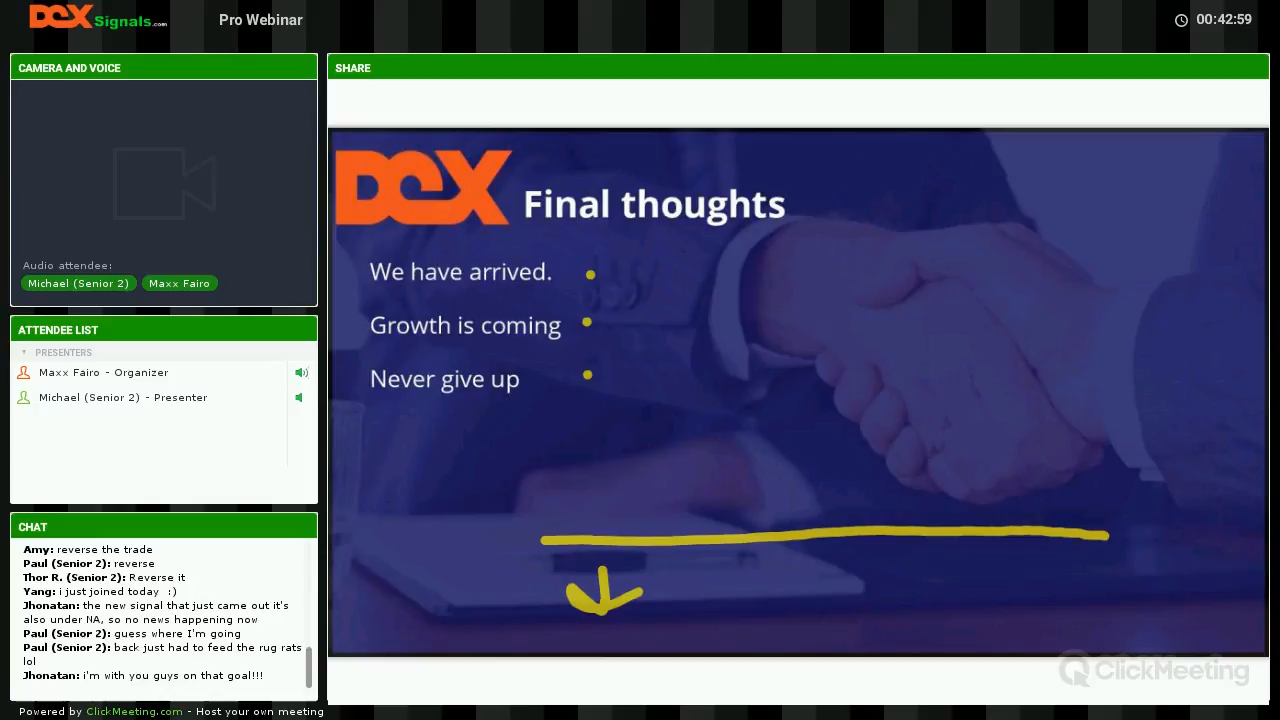 DEX Signals.com
Pro Webinar
00:42:59
CAMERA AND VOICE
Audio attendee:
Michael (Senior 2)
Maxx Fairo
ATTENDEE LIST
PRESENTERS
Maxx Fairo - Organizer
Michael (Senior 2) - Presenter
CHAT
Amy: reverse the trade
Paul (Senior 2): reverse
Thor R. (Senior 2): Reverse it
Yang: i just joined today :)
Jhonatan: the new signal that just came out it's
also under NA, so no news happening now
Paul (Senior 2): guess where I'm going
Paul (Senior 2): back just had to feed the rug rats
lol
Jhonatan: i'm with you guys on that goal!!!
Powered by ClickMeeting.com - Host your own meeting
SHARE
DEX Final thoughts
We have arrived.
Growth is coming
Never give up
ClickMeeting